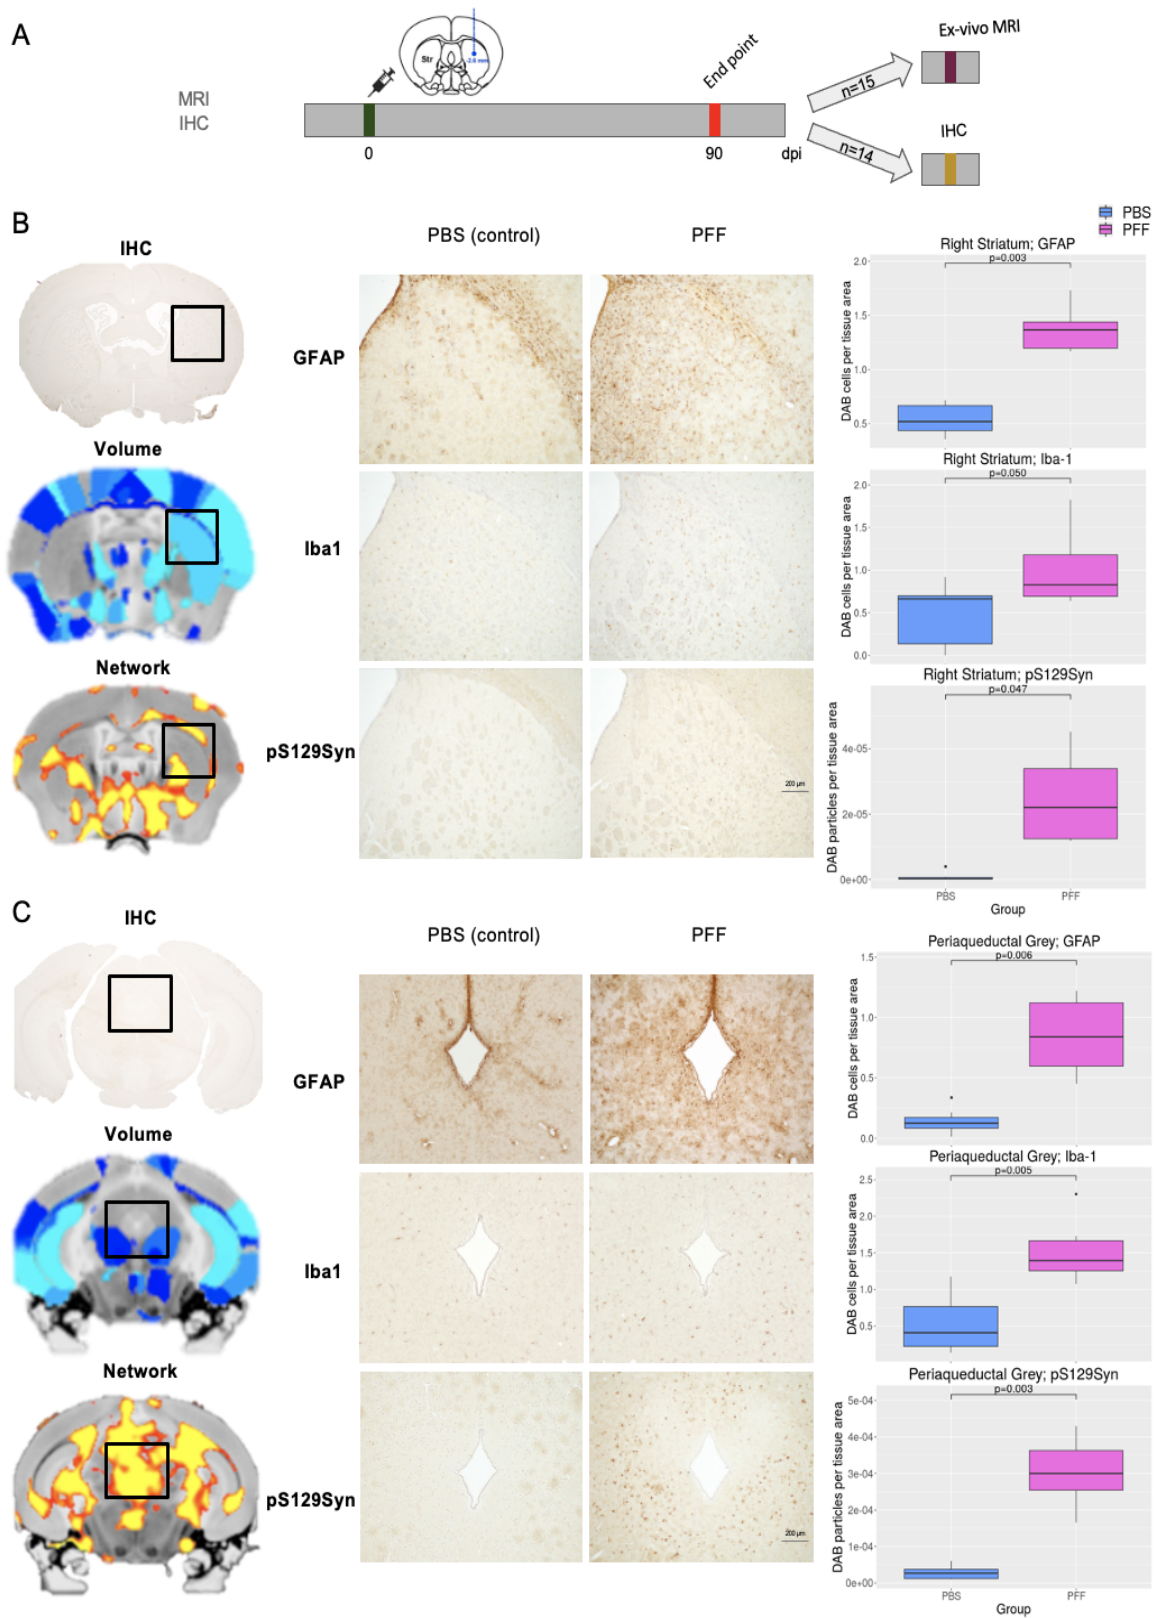 A
MRI
IHC
Str
-2.6 mm
End point
0
90
dpi
n=15
n=14
Ex-vivo MRI
IHC
B
IHC
Volume
Network
PBS (control)
PFF
GFAP
Iba1
pS129Syn
200 µm
PBS
PFF
Right Striatum; GFAP
p=0.003
DAB cells per tissue area
2.0
1.5
1.0
0.5
Right Striatum; Iba-1
p=0.050
DAB cells per tissue area
2.0
1.5
1.0
0.5
0.0
Right Striatum; pS129Syn
p=0.047
DAB particles per tissue area
4e-05
2e-05
0e+00
PBS
PFF
Group
C
IHC
Volume
Network
PBS (control)
PFF
GFAP
Iba1
pS129Syn
200 µm
Periaqueductal Grey; GFAP
p=0.006
DAB cells per tissue area
1.5
1.0
0.5
0.0
Periaqueductal Grey; Iba-1
p=0.005
DAB cells per tissue area
2.5
2.0
1.5
1.0
0.5
Periaqueductal Grey; pS129Syn
p=0.003
DAB particles per tissue area
5e-04
4e-04
3e-04
2e-04
1e-04
0e+00
PBS
PFF
Group